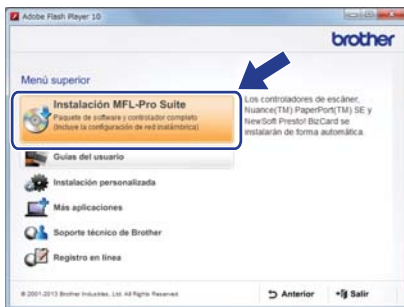 Adobe Flash Player 10
brother
Menú superior
Instalación MFL-Pro Suite
Paquete de software y controlador completo
(Incluye la configuración de red inalámbrica)
Los controladores de escáner,
Nuance(TM) PaperPort(TM) SE y
NewSoft Presto! BizCard se
instalarán de forma automática.
Guías del usuario
Instalación personalizada
Más aplicaciones
Soporte técnico de Brother
Registro en línea
© 2001-2013 Brother Industries, Ltd. All Rights Reserved.
Anterior
Salir